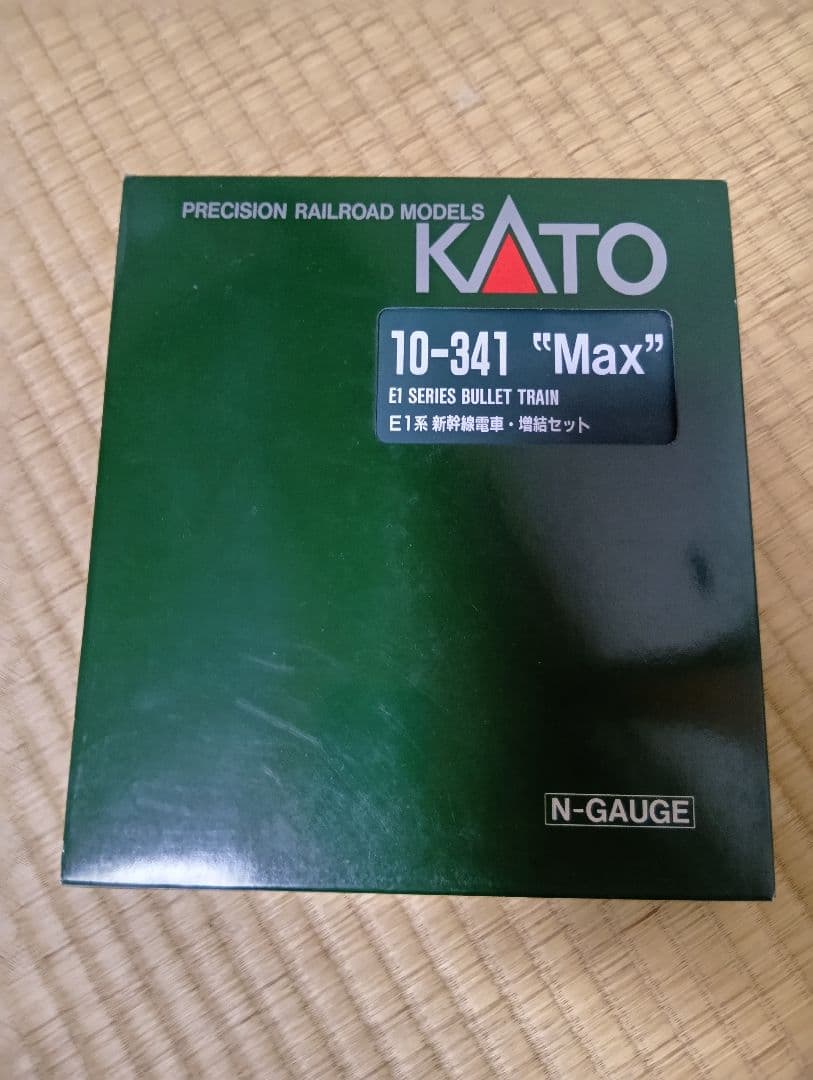 PRECISION RAILROAD MODELS
KATO
10-341 "Max"
E1 SERIES BULLET TRAIN
E1系 新幹線電車・増結セット
N-GAUGE